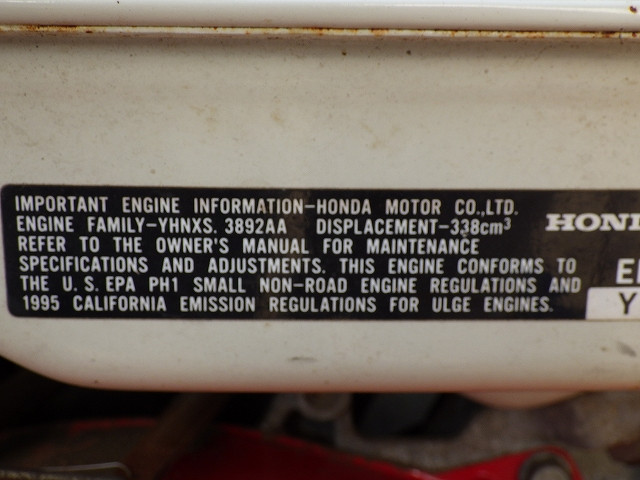 IMPORTANT ENGINE INFORMATION-HONDA MOTOR CO.,LTD.
ENGINE FAMILY-YHNXS. 3892AA DISPLACEMENT-338cm³
REFER TO THE OWNER'S MANUAL FOR MAINTENANCE
SPECIFICATIONS AND ADJUSTMENTS. THIS ENGINE CONFORMS TO
THE U.S. EPA PH1 SMALL NON-ROAD ENGINE REGULATIONS AND
1995 CALIFORNIA EMISSION REGULATIONS FOR ULGE ENGINES.
HON
Y